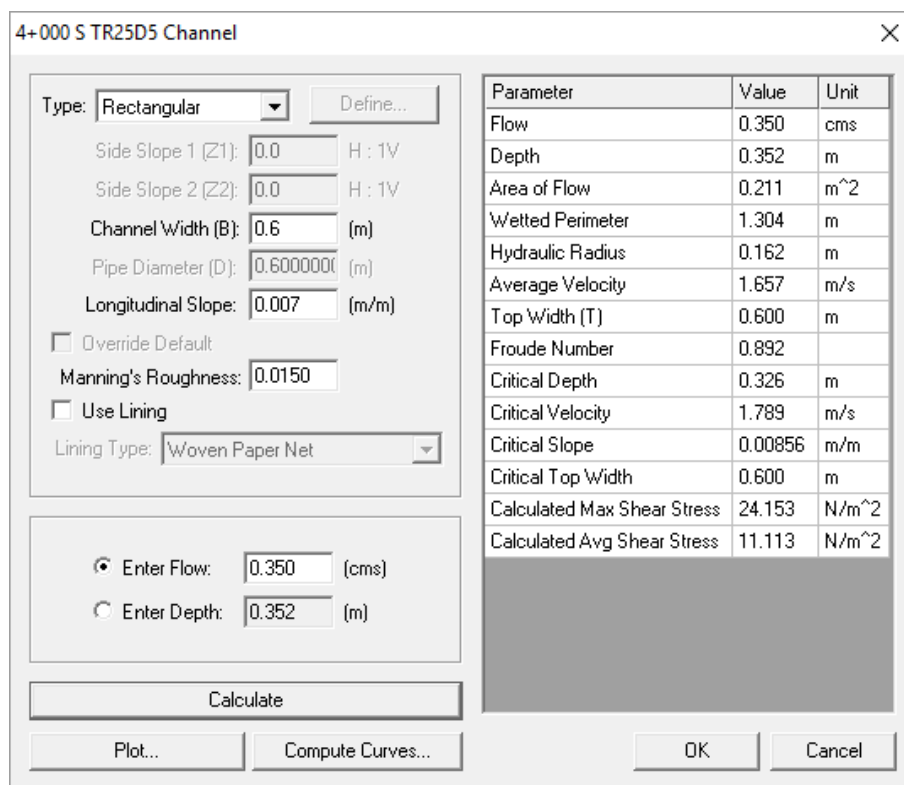 4+000 S TR25D5 Channel
Type: Rectangular Define...
Side Slope 1 (Z1): 0.0 H : 1V
Side Slope 2 (Z2): 0.0 H : 1V
Channel Width (B): 0.6 (m)
Pipe Diameter (D): 0.6000000 (m)
Longitudinal Slope: 0.007 (m/m)
Override Default
Manning's Roughness: 0.0150
Use Lining
Lining Type: Woven Paper Net
Enter Flow: 0.350 (cms)
Enter Depth: 0.352 (m)
Calculate
Plot... Compute Curves...
Parameter Value Unit
Flow 0.350 cms
Depth 0.352 m
Area of Flow 0.211 m^2
Wetted Perimeter 1.304 m
Hydraulic Radius 0.162 m
Average Velocity 1.657 m/s
Top Width (T) 0.600 m
Froude Number 0.892
Critical Depth 0.326 m
Critical Velocity 1.789 m/s
Critical Slope 0.00856 m/m
Critical Top Width 0.600 m
Calculated Max Shear Stress 24.153 N/m^2
Calculated Avg Shear Stress 11.113 N/m^2
OK Cancel